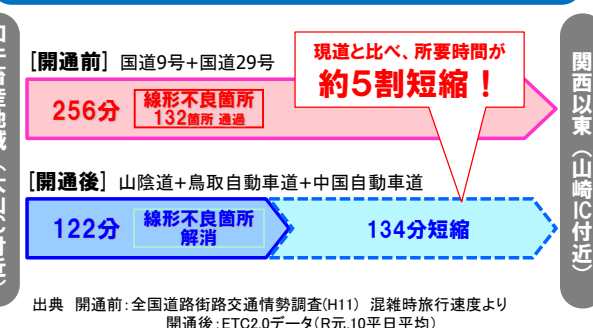 [開通前] 国道9号+国道29号
現道と比べ、所要時間が
約5割短縮！
256分
線形不良箇所
132箇所 通過
関西以東（山崎IC付近）
[開通後] 山陰道+鳥取自動車道+中国自動車道
122分
線形不良箇所
解消
134分短縮
出典 開通前：全国道路街路交通情勢調査(H11) 混雑時旅行速度より
開通後：ETC2.0データ(R元.10平日平均)